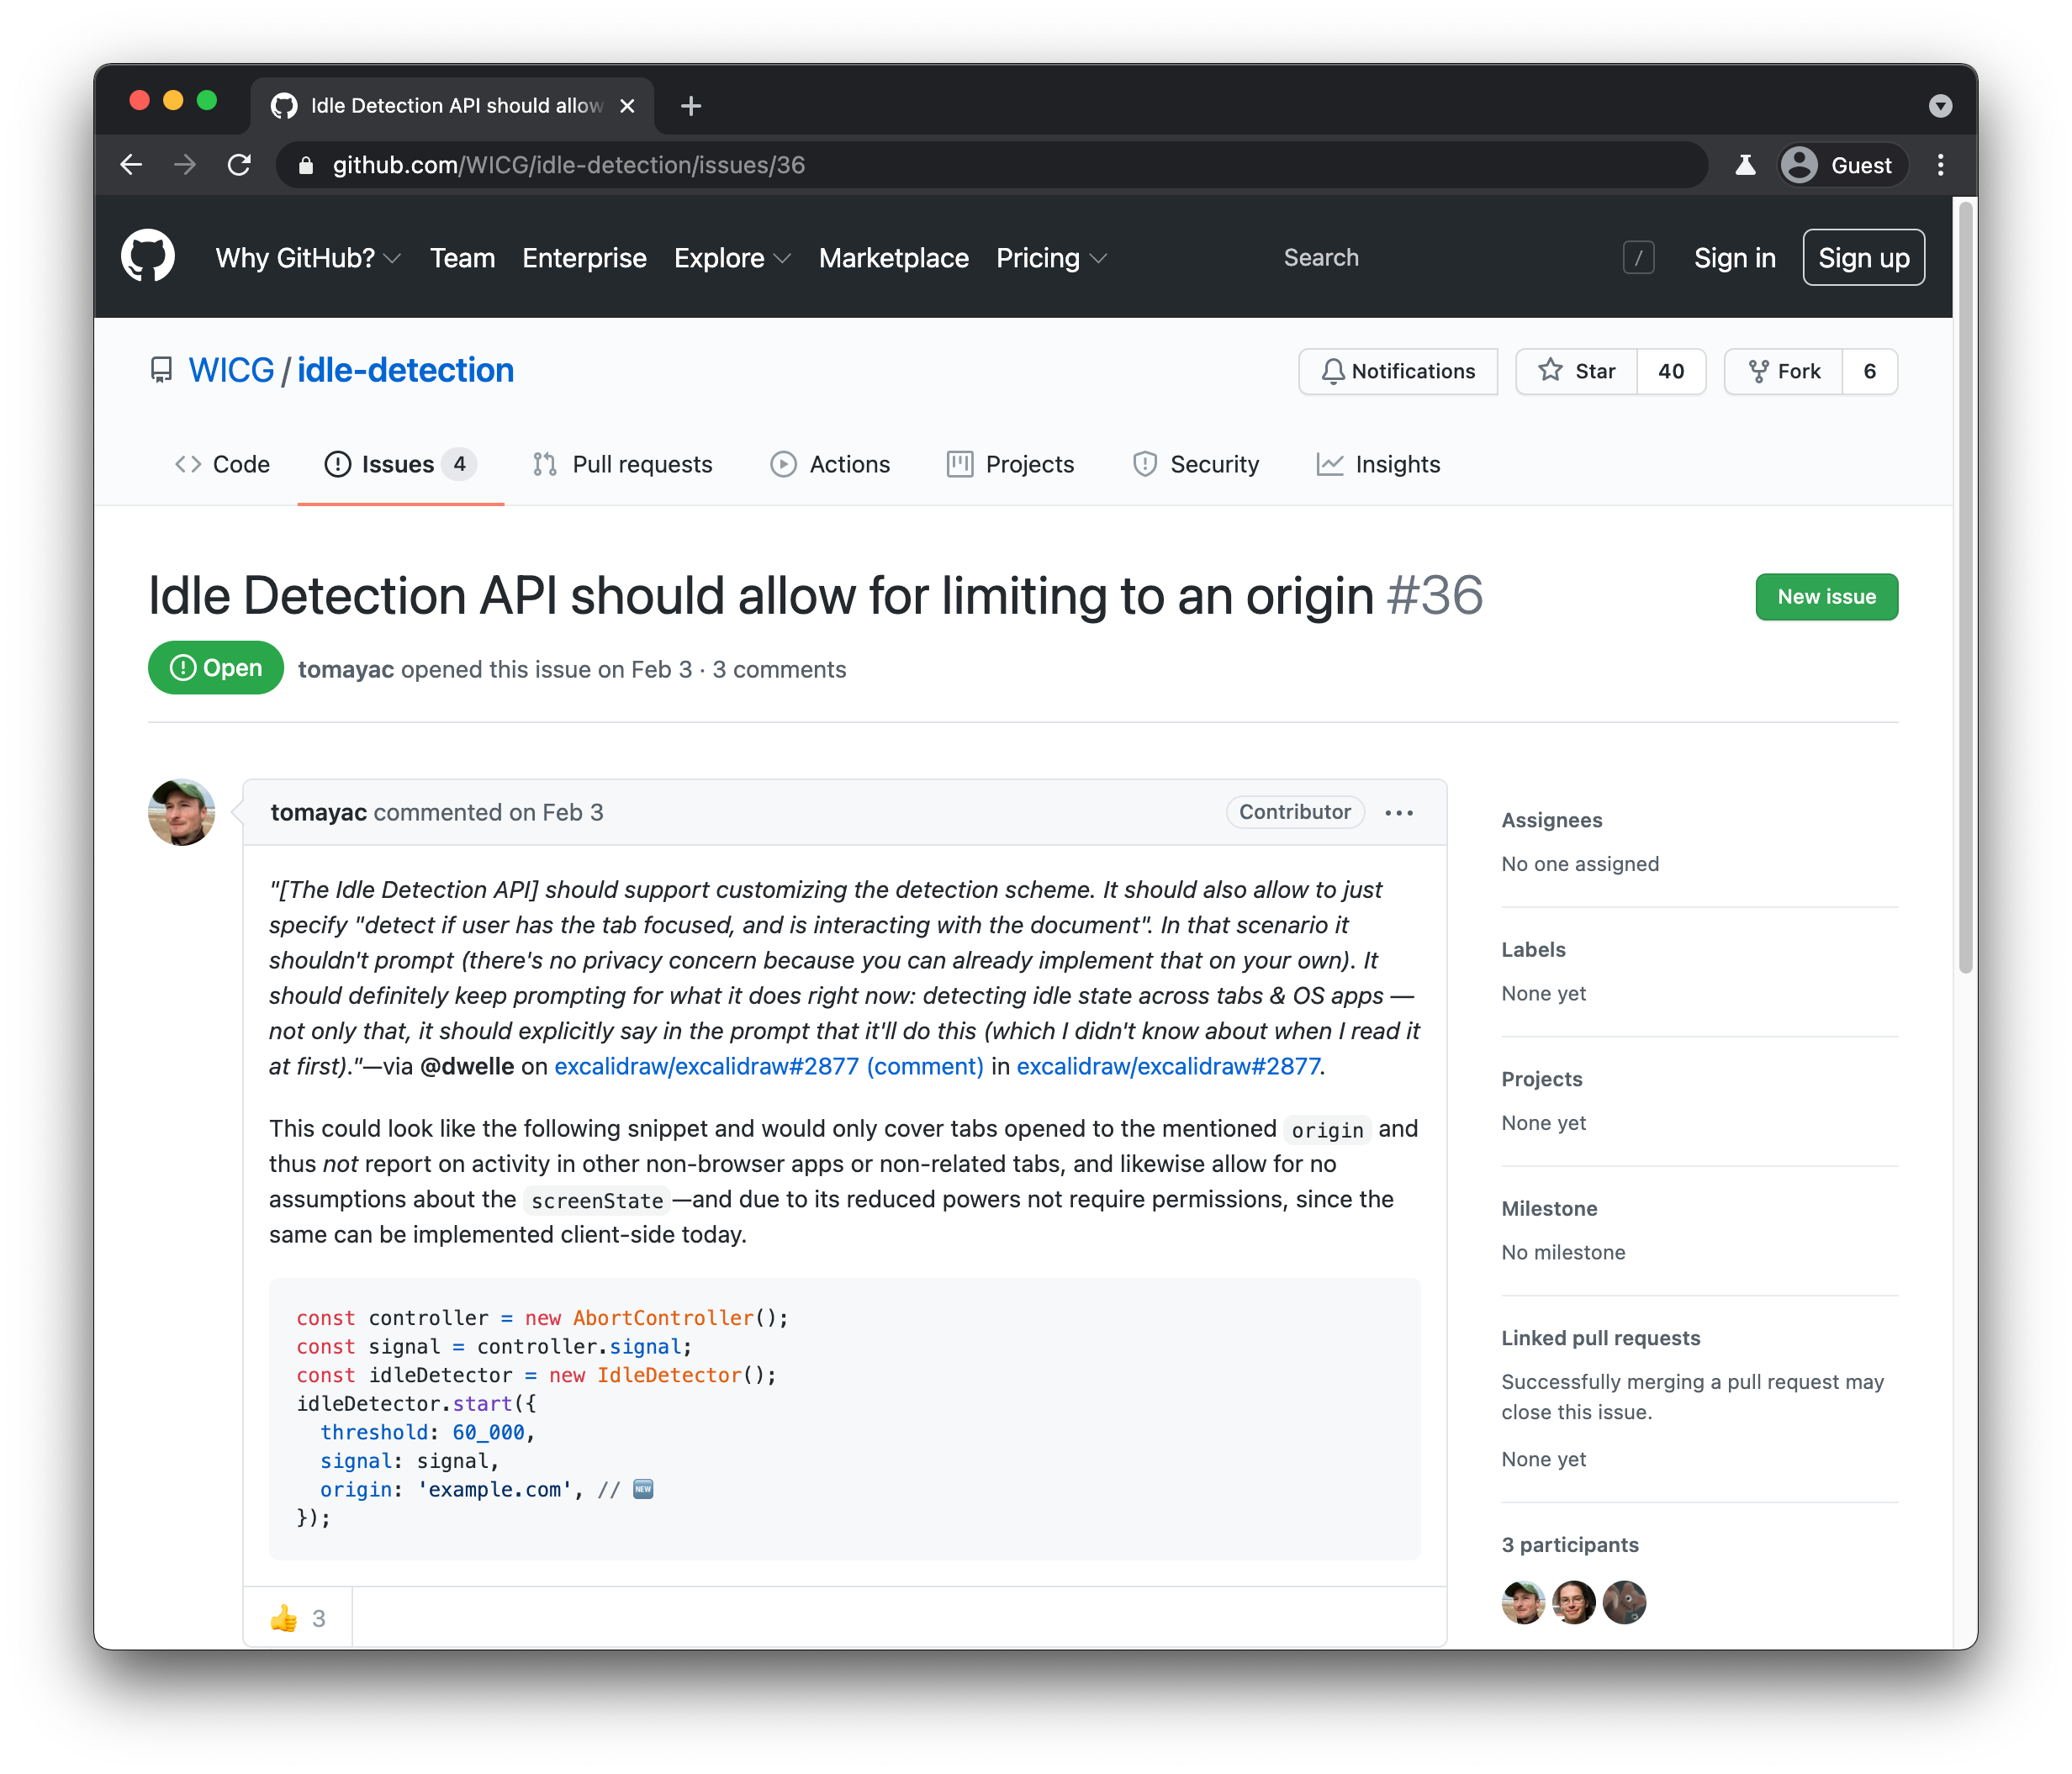 Idle Detection API should allow
github.com/WICG/idle-detection/issues/36
Guest
Why GitHub? Team Enterprise Explore Marketplace Pricing Search / Sign in Sign up
WICG / idle-detection
Notifications Star 40 Fork 6
Code Issues 4 Pull requests Actions Projects Security Insights
Idle Detection API should allow for limiting to an origin #36
New issue
Open tomayac opened this issue on Feb 3 · 3 comments
tomayac commented on Feb 3 Contributor
"[The Idle Detection API] should support customizing the detection scheme. It should also allow to just
specify "detect if user has the tab focused, and is interacting with the document". In that scenario it
shouldn't prompt (there's no privacy concern because you can already implement that on your own). It
should definitely keep prompting for what it does right now: detecting idle state across tabs & OS apps —
not only that, it should explicitly say in the prompt that it'll do this (which I didn't know about when I read it
at first)."—via @dwelle on excalidraw/excalidraw#2877 (comment) in excalidraw/excalidraw#2877.
This could look like the following snippet and would only cover tabs opened to the mentioned origin and
thus not report on activity in other non-browser apps or non-related tabs, and likewise allow for no
assumptions about the screenState—and due to its reduced powers not require permissions, since the
same can be implemented client-side today.
const controller = new AbortController();
const signal = controller.signal;
const idleDetector = new IdleDetector();
idleDetector.start({
  threshold: 60_000,
  signal: signal,
  origin: 'example.com', // 🆕
});
👍 3
Assignees
No one assigned
Labels
None yet
Projects
None yet
Milestone
No milestone
Linked pull requests
Successfully merging a pull request may
close this issue.
None yet
3 participants